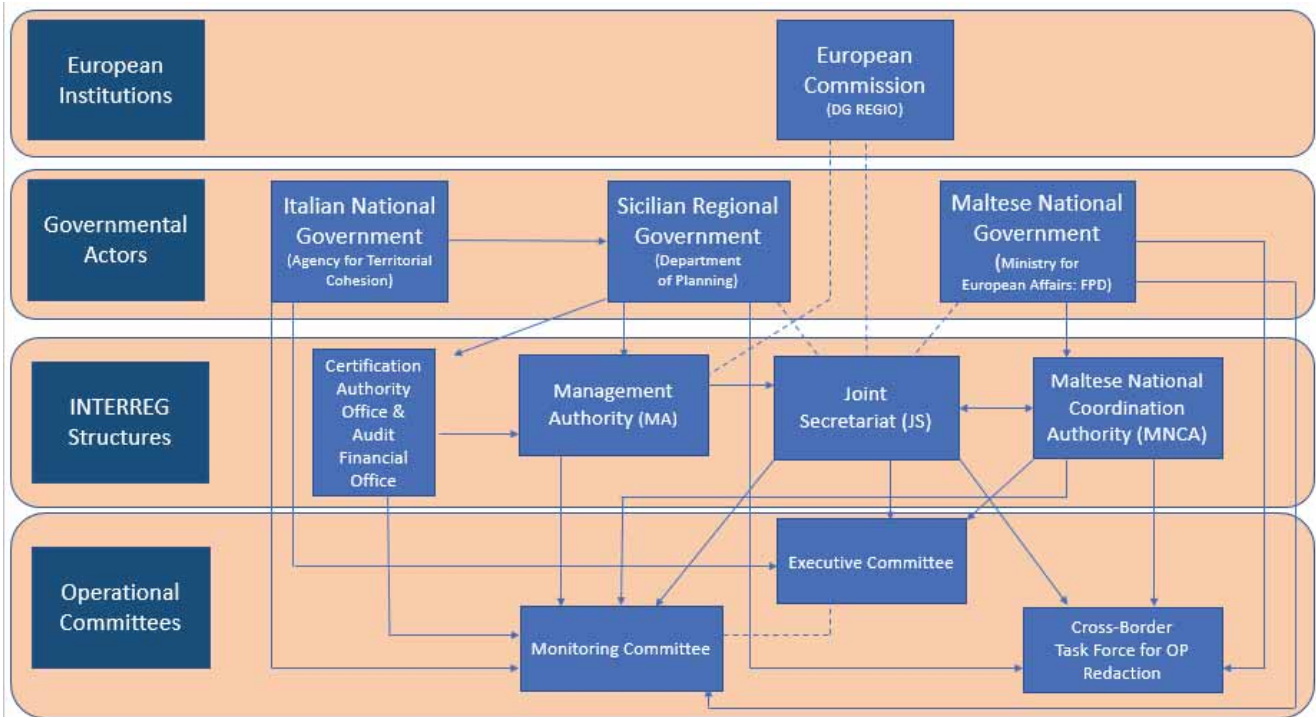 European
Institutions
European
Commission
(DG REGIO)
Governmental
Actors
Italian National
Government
(Agency for Territorial
Cohesion)
Sicilian Regional
Government
(Department
of Planning)
Maltese National
Government
(Ministry for
European Affairs: FPD)
INTERREG
Structures
Certification
Authority
Office &
Audit
Financial
Office
Management
Authority (MA)
Joint
Secretariat (JS)
Maltese National
Coordination
Authority (MNCA)
Operational
Committees
Executive Committee
Monitoring Committee
Cross-Border
Task Force for OP
Redaction